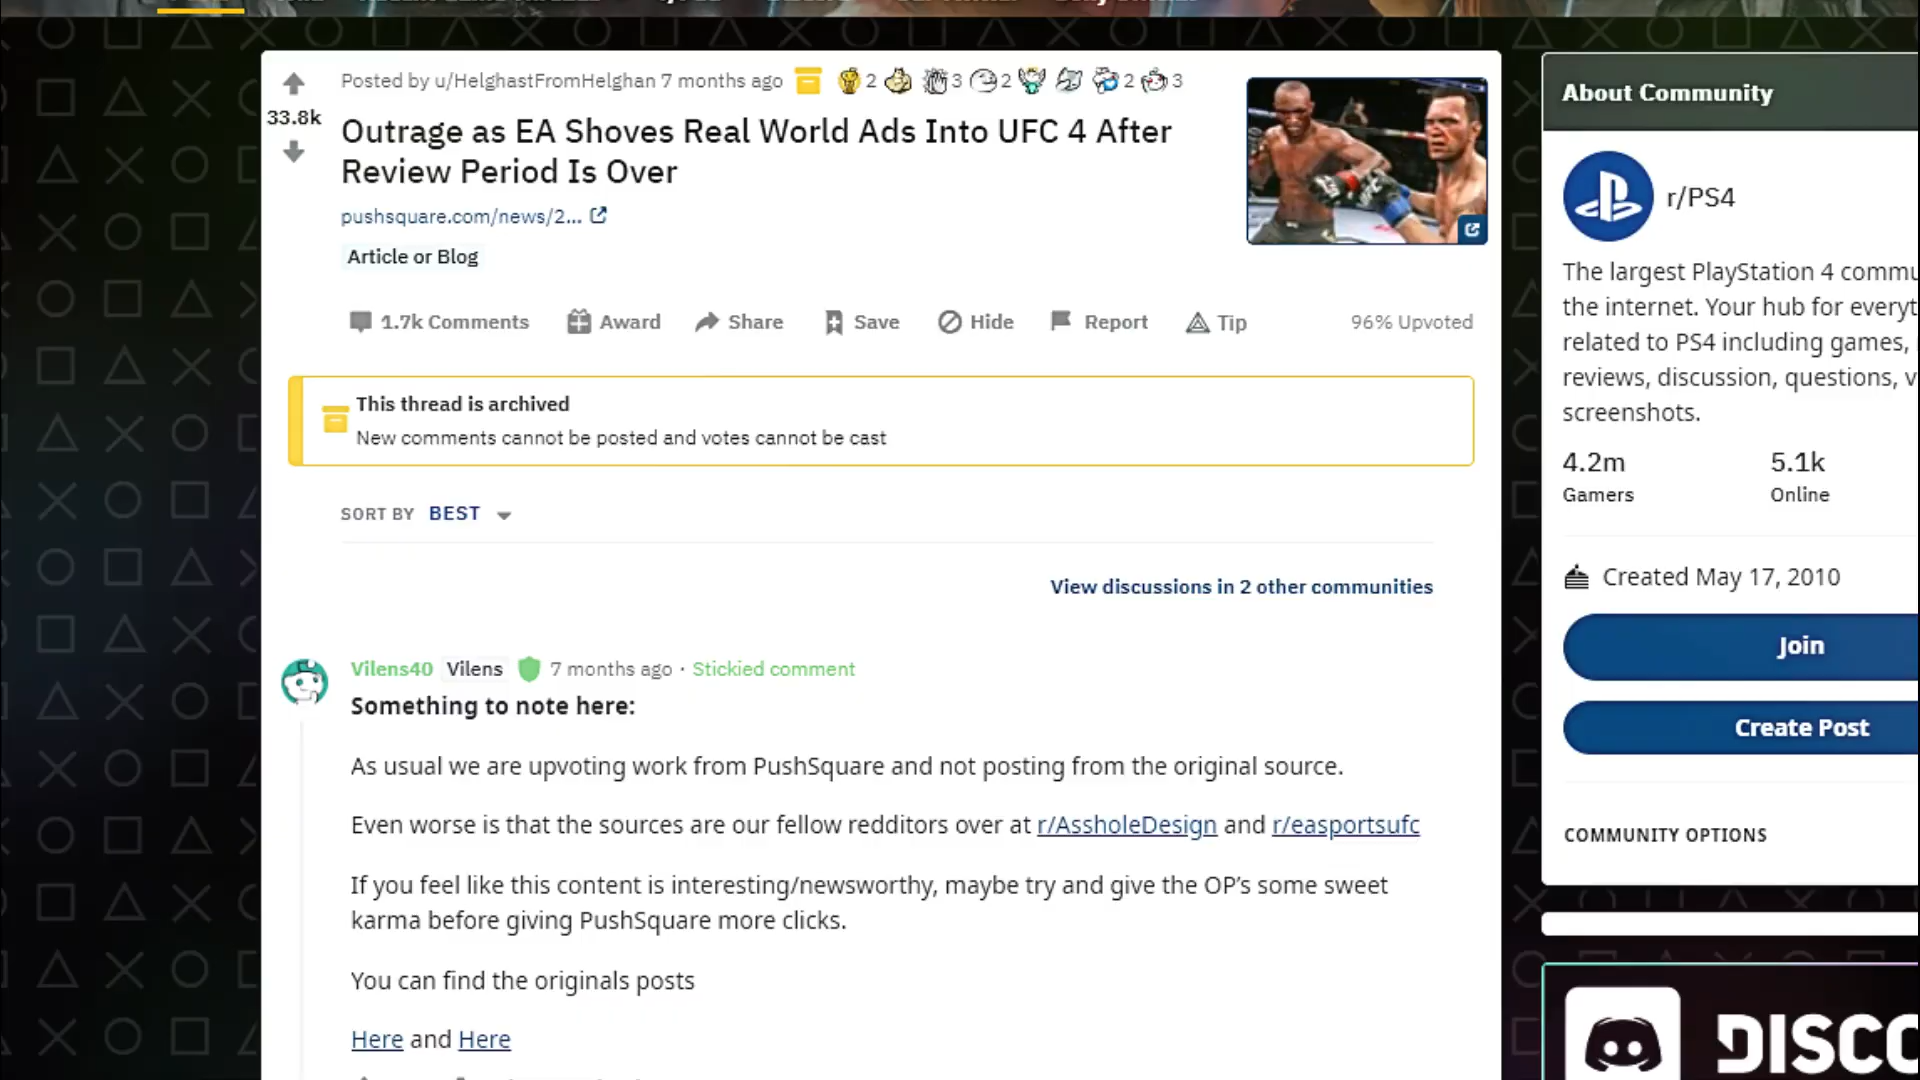 Posted by u/HelghastFromHelghan 7 months ago 2 3 2 2 3
33.8k
Outrage as EA Shoves Real World Ads Into UFC 4 After
Review Period Is Over
pushsquare.com/news/2...
Article or Blog
1.7k Comments Award Share Save Hide Report Tip 96% Upvoted
This thread is archived
New comments cannot be posted and votes cannot be cast
SORT BY BEST
View discussions in 2 other communities
Vilens40 Vilens 7 months ago · Stickied comment
Something to note here:
As usual we are upvoting work from PushSquare and not posting from the original source.
Even worse is that the sources are our fellow redditors over at r/AssholeDesign and r/easportsufc
If you feel like this content is interesting/newsworthy, maybe try and give the OP’s some sweet
karma before giving PushSquare more clicks.
You can find the originals posts
Here and Here
About Community
r/PS4
The largest PlayStation 4 commu
the internet. Your hub for everyt
related to PS4 including games,
reviews, discussion, questions, v
screenshots.
4.2m 5.1k
Gamers Online
Created May 17, 2010
Join
Create Post
COMMUNITY OPTIONS
DISCO